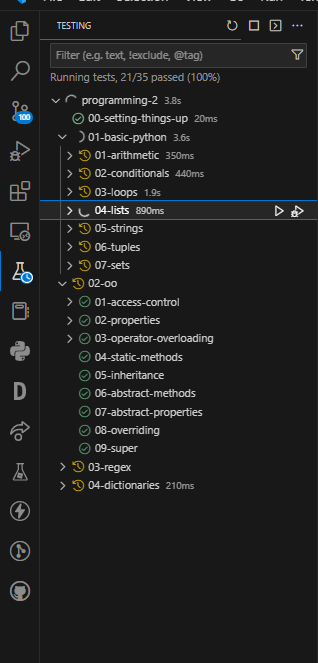 TESTING
Filter (e.g. text, !exclude, @tag)
Running tests, 21/35 passed (100%)
programming-2 3.8s
00-setting-things-up 20ms
100
01-basic-python 3.6s
01-arithmetic 350ms
02-conditionals 440ms
03-loops 1.9s
04-lists 890ms
05-strings
06-tuples
07-sets
02-oo
01-access-control
02-properties
03-operator-overloading
04-static-methods
D
05-inheritance
06-abstract-methods
07-abstract-properties
08-overriding
09-super
03-regex
04-dictionaries 210ms